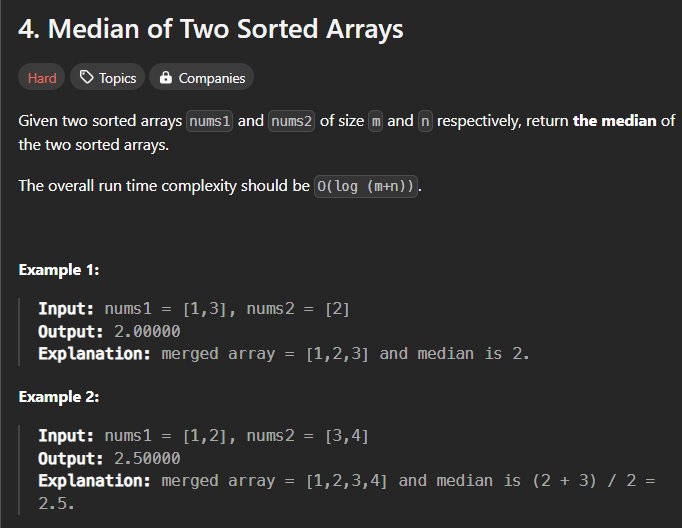 4. Median of Two Sorted Arrays
Hard Topics Companies
Given two sorted arrays nums1 and nums2 of size m and n respectively, return the median of
the two sorted arrays.
The overall run time complexity should be O(log (m+n)).
Example 1:
Input: nums1 = [1,3], nums2 = [2]
Output: 2.00000
Explanation: merged array = [1,2,3] and median is 2.
Example 2:
Input: nums1 = [1,2], nums2 = [3,4]
Output: 2.50000
Explanation: merged array = [1,2,3,4] and median is (2 + 3) / 2 =
2.5.